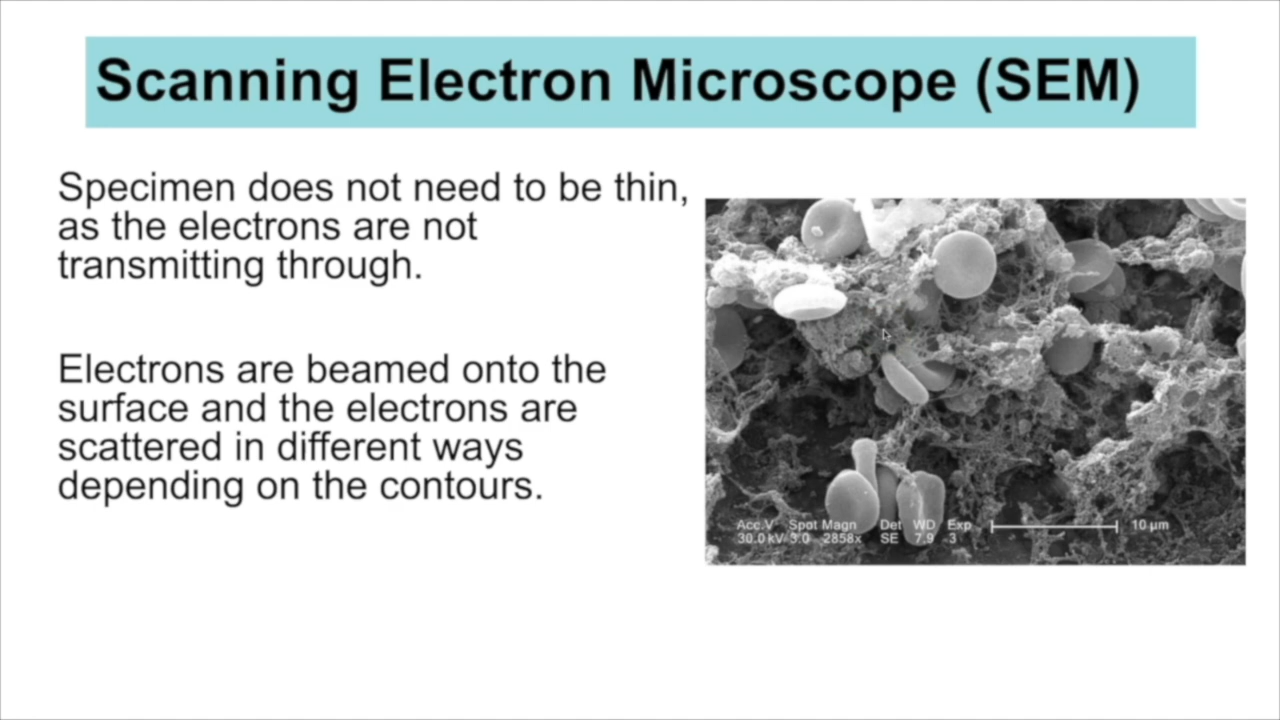 Scanning Electron Microscope (SEM)
Specimen does not need to be thin,
as the electrons are not
transmitting through.
Electrons are beamed onto the
surface and the electrons are
scattered in different ways
depending on the contours.
Acc.V Spot Magn Det WD Exp 10 µm
30.0 kV 3.0 2858x SE 7.9 3